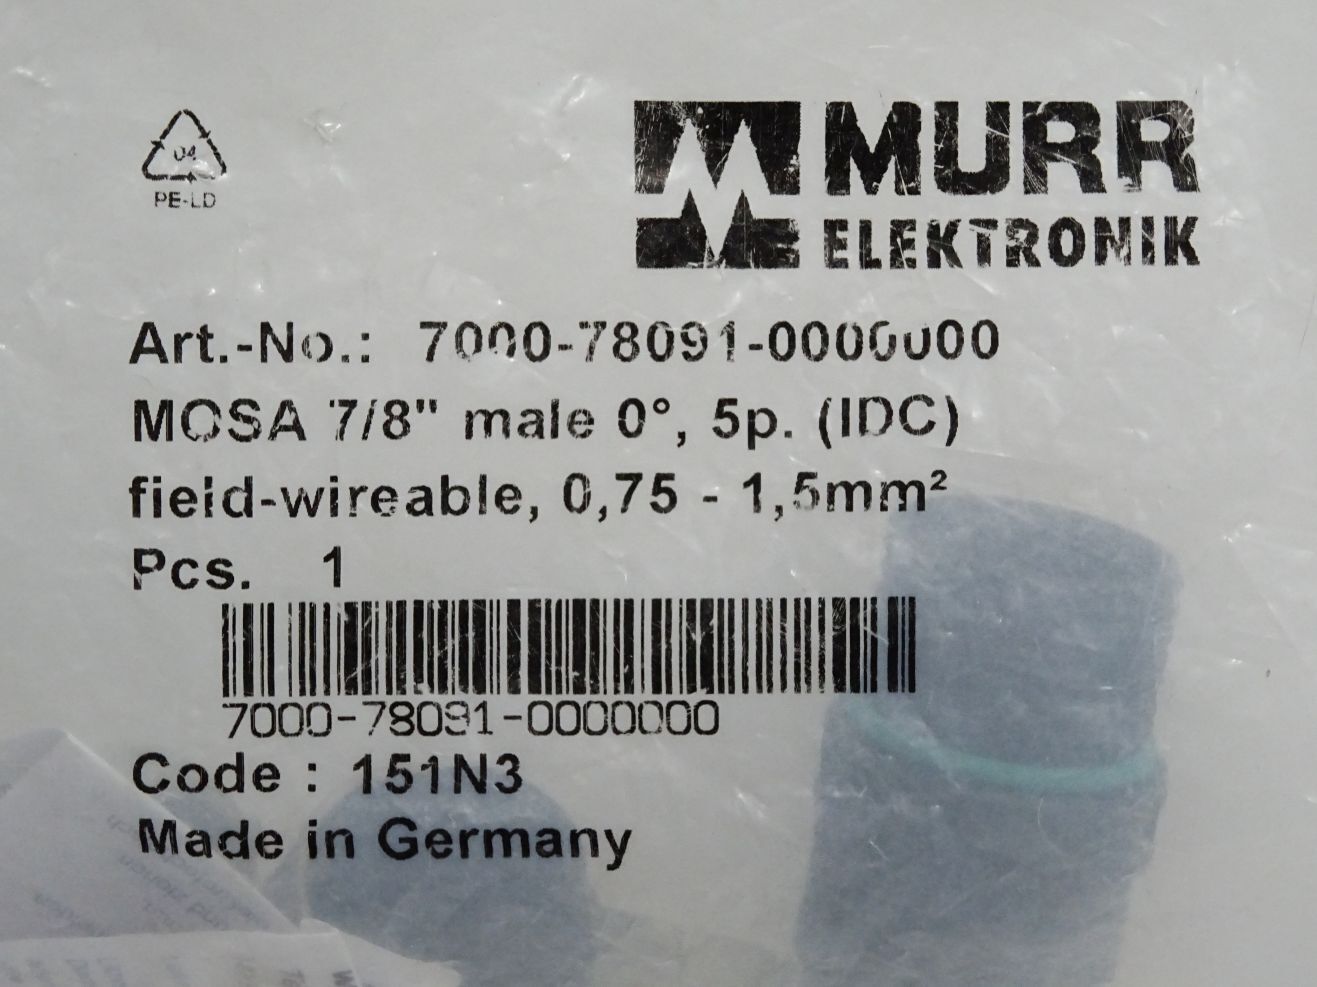 04
PE-LD
MURR
ELEKTRONIK
Art.-No.: 7000-78091-0000000
MOSA 7/8" male 0°, 5p. (IDC)
field-wireable, 0,75 - 1,5mm²
Pcs. 1
7000-78091-0000000
Code : 151N3
Made in Germany